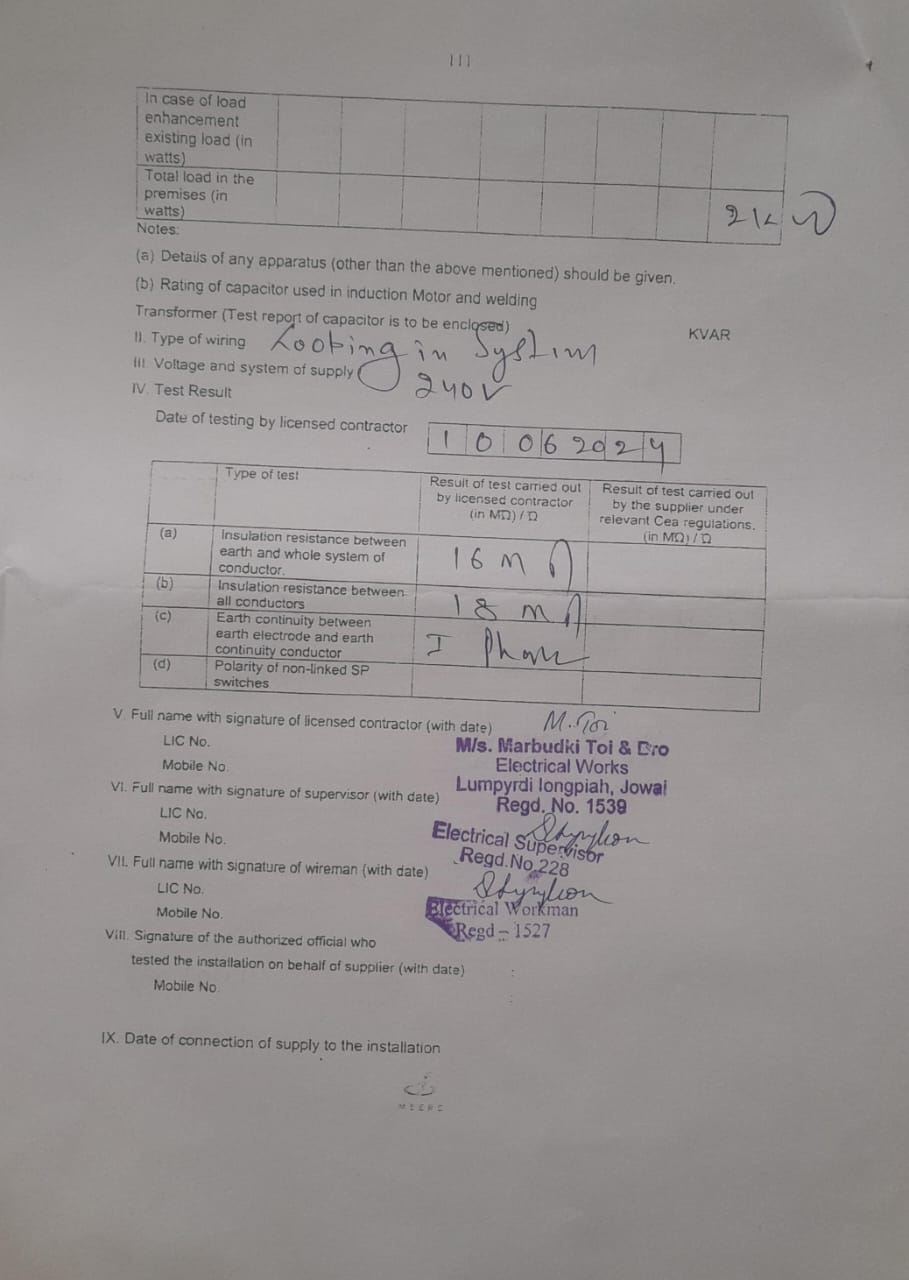 III
In case of load
enhancement
existing load (in
watts)
Total load in the
premises (in
watts)
2 KW
Notes:
(a) Details of any apparatus (other than the above mentioned) should be given.
(b) Rating of capacitor used in induction Motor and welding
Transformer (Test report of capacitor is to be enclosed)
KVAR
II. Type of wiring Looping in System
III. Voltage and system of supply 240V
IV. Test Result
Date of testing by licensed contractor 10062024
Type of test
Result of test carried out
by licensed contractor
(in MΩ) / Ω
Result of test carried out
by the supplier under
relevant Cea regulations.
(in MΩ) / Ω
(a) Insulation resistance between
earth and whole system of
conductor.
16 M Ω
(b) Insulation resistance between
all conductors
18 M Ω
(c) Earth continuity between
earth electrode and earth
continuity conductor
I Phase
(d) Polarity of non-linked SP
switches
V. Full name with signature of licensed contractor (with date) M. Toi
LIC No.
Mobile No.
M/s. Marbudki Toi & Bro
Electrical Works
Lumpyrdi Iongpiah, Jowai
Regd. No. 1539
VI. Full name with signature of supervisor (with date)
LIC No.
Mobile No.
Electrical Supervisor
Regd.No.228
VII. Full name with signature of wireman (with date)
LIC No.
Mobile No.
Electrical Workman
Regd – 1527
VIII. Signature of the authorized official who
tested the installation on behalf of supplier (with date) :
Mobile No. :
IX. Date of connection of supply to the installation
MSERC